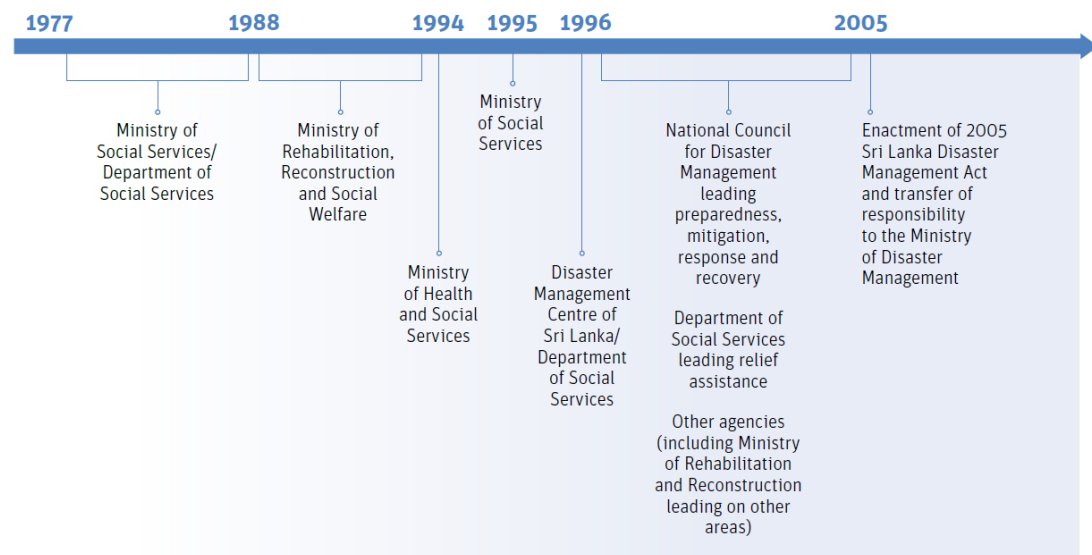 1977 1988 1994 1995 1996 2005
Ministry of
Social Services/
Department of
Social Services
Ministry of
Rehabilitation,
Reconstruction
and Social
Welfare
Ministry
of Health
and Social
Services
Ministry
of Social
Services
Disaster
Management
Centre of
Sri Lanka/
Department
of Social
Services
National Council
for Disaster
Management
leading
preparedness,
mitigation,
response and
recovery
Department of
Social Services
leading relief
assistance
Other agencies
(including Ministry
of Rehabilitation
and Reconstruction
leading on other
areas)
Enactment of 2005
Sri Lanka Disaster
Management Act
and transfer of
responsibility
to the Ministry
of Disaster
Management